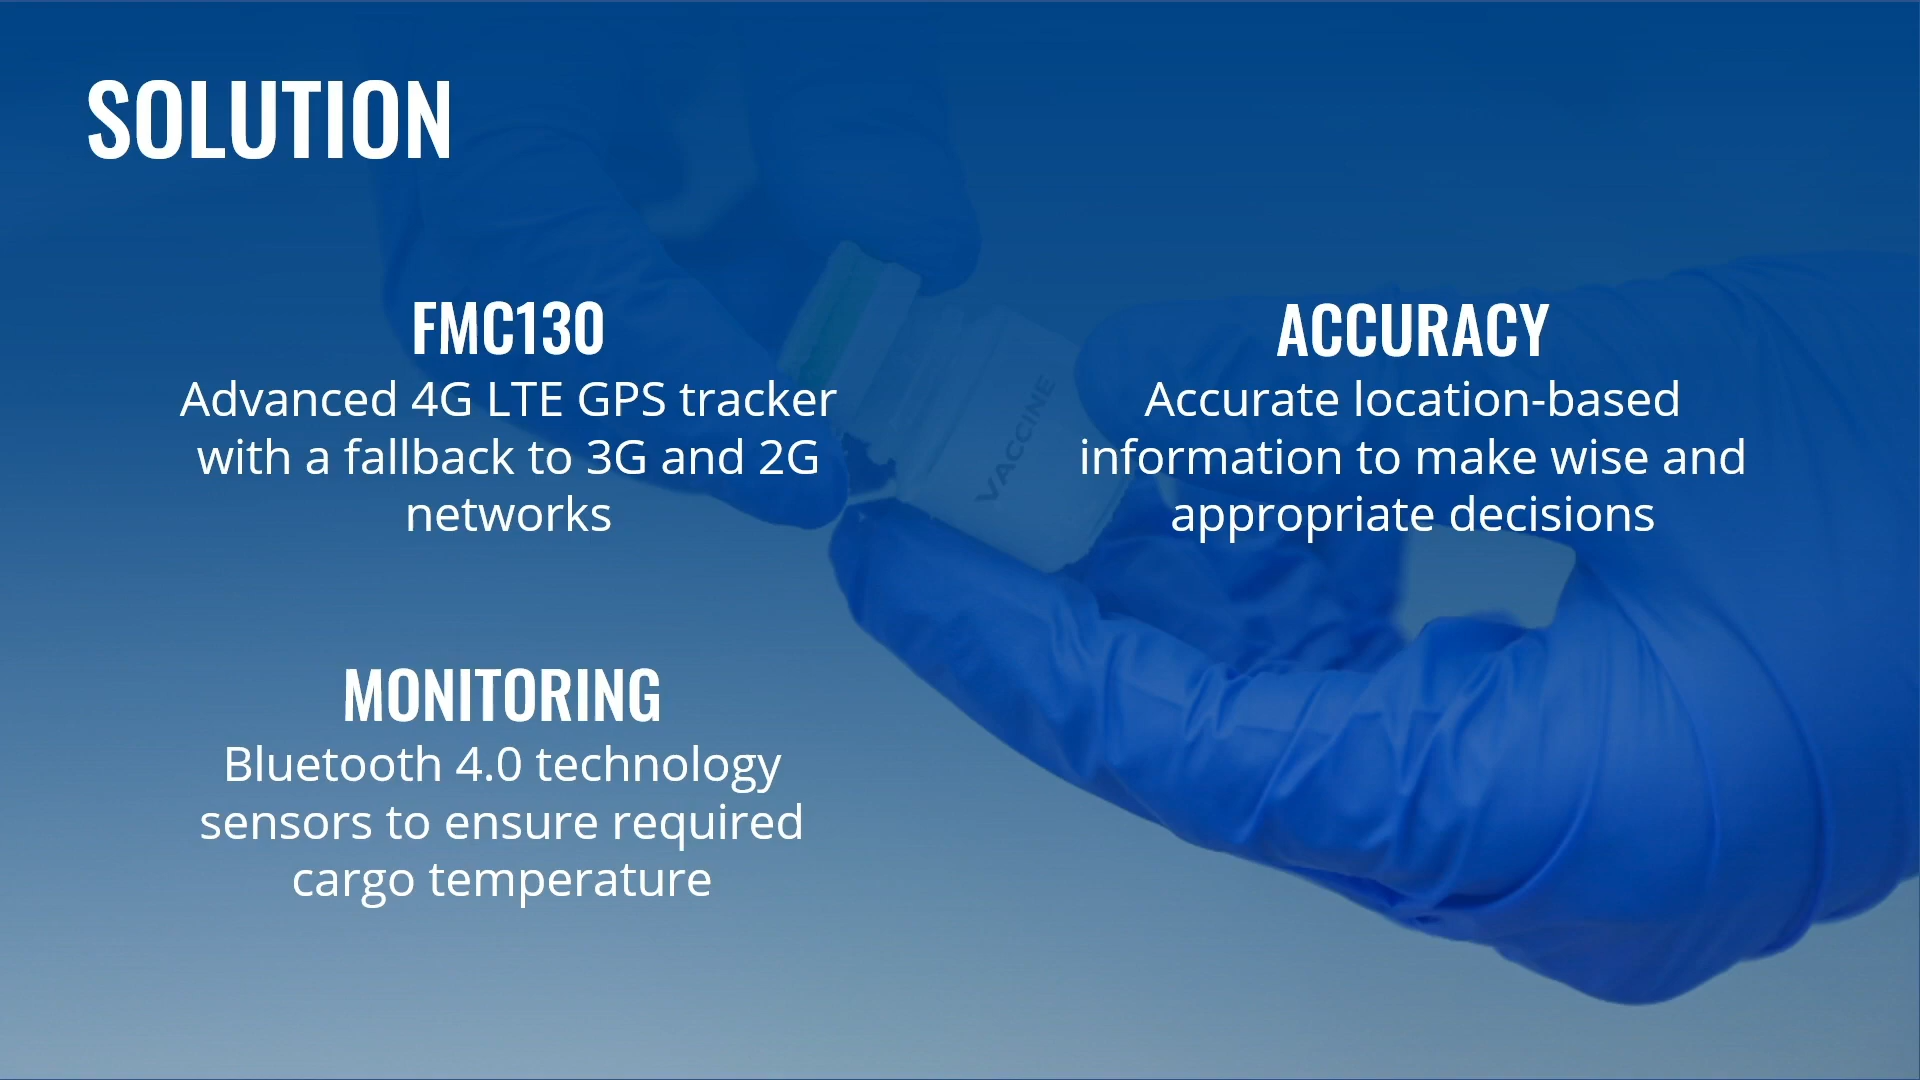 SOLUTION
FMC130
Advanced 4G LTE GPS tracker
with a fallback to 3G and 2G
networks
ACCURACY
Accurate location-based
information to make wise and
appropriate decisions
VACCINE
MONITORING
Bluetooth 4.0 technology
sensors to ensure required
cargo temperature